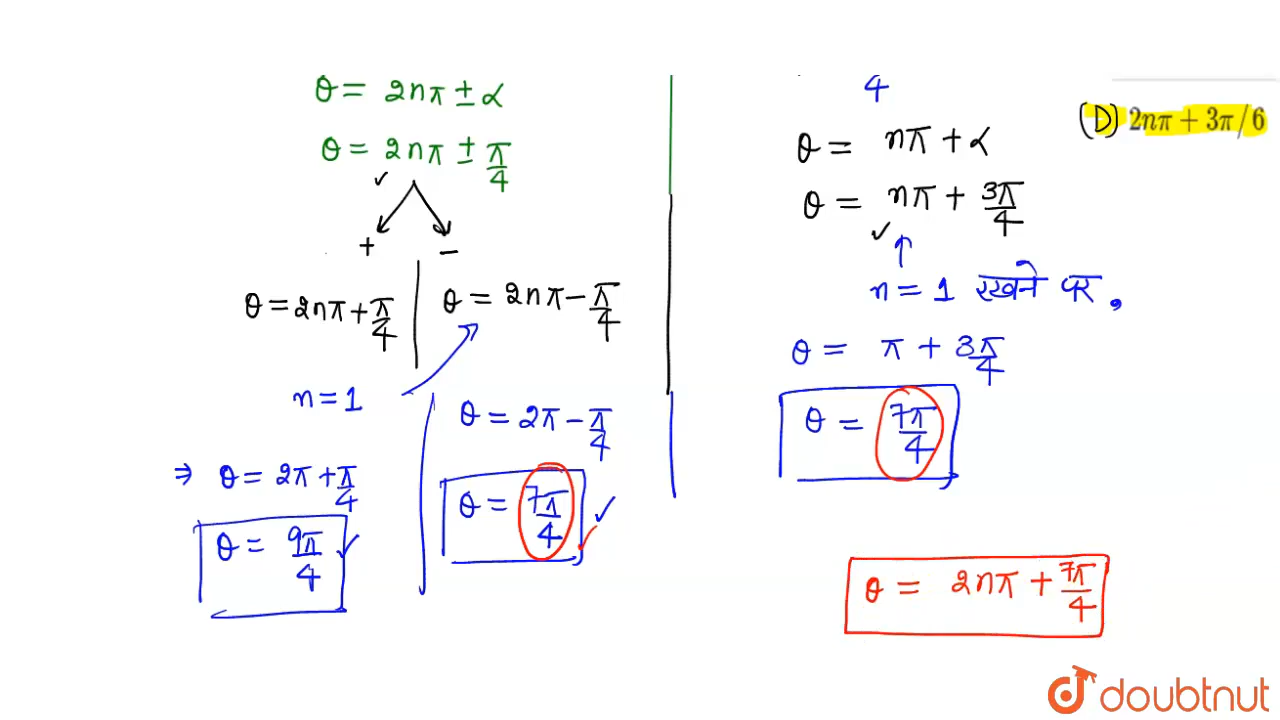 θ = 2nπ ± α
θ = 2nπ ± π/4
+ −
θ = 2nπ + π/4
θ = 2nπ − π/4
n = 1
θ = 2π − π/4
⇒ θ = 2π + π/4
θ = 7π/4
θ = 9π/4
4
θ = nπ + α
θ = nπ + 3π/4
n = 1 रखने पर,
θ = π + 3π/4
θ = 7π/4
θ = 2nπ + 7π/4
(D) 2nπ + 3π/6
doubtnut